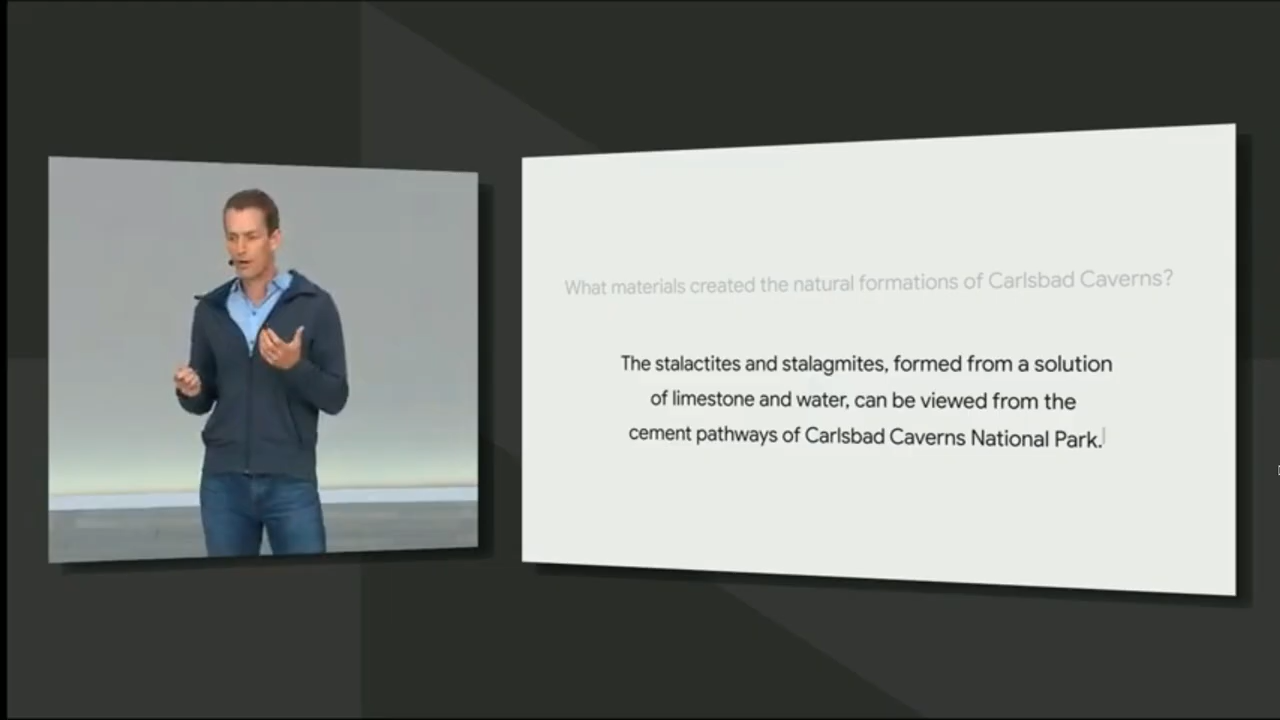 What materials created the natural formations of Carlsbad Caverns?
The stalactites and stalagmites, formed from a solution
of limestone and water, can be viewed from the
cement pathways of Carlsbad Caverns National Park.